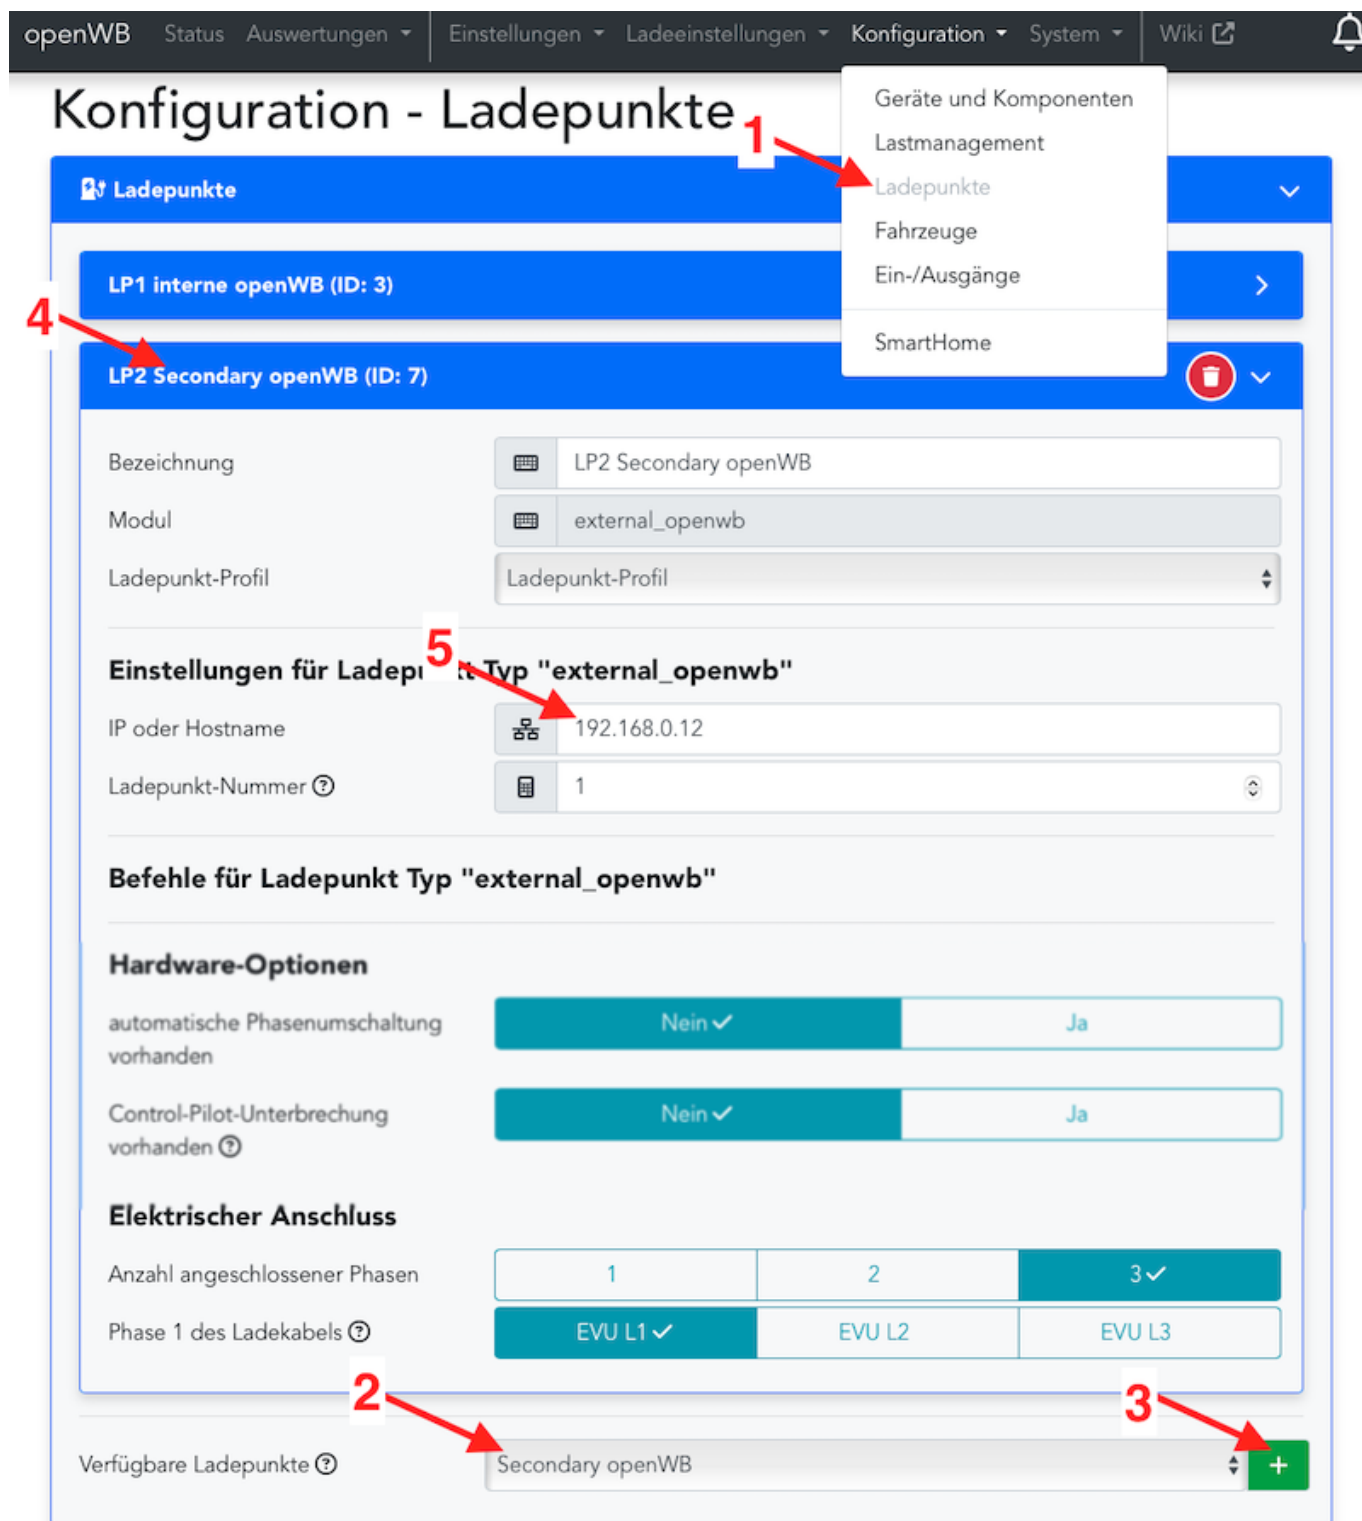 openWB Status Auswertungen Einstellungen Ladeeinstellungen Konfiguration System Wiki
Konfiguration - Ladepunkte
Geräte und Komponenten
Lastmanagement
Ladepunkte
Fahrzeuge
Ein-/Ausgänge
SmartHome
1
Ladepunkte
LP1 interne openWB (ID: 3)
4
LP2 Secondary openWB (ID: 7)
Bezeichnung LP2 Secondary openWB
Modul external_openwb
Ladepunkt-Profil Ladepunkt-Profil
5
Einstellungen für Ladepunkt Typ "external_openwb"
IP oder Hostname 192.168.0.12
Ladepunkt-Nummer 1
Befehle für Ladepunkt Typ "external_openwb"
Hardware-Optionen
automatische Phasenumschaltung Nein Ja
vorhanden
Control-Pilot-Unterbrechung Nein Ja
vorhanden
Elektrischer Anschluss
Anzahl angeschlossener Phasen 1 2 3
Phase 1 des Ladekabels EVU L1 EVU L2 EVU L3
2 3
Verfügbare Ladepunkte Secondary openWB +